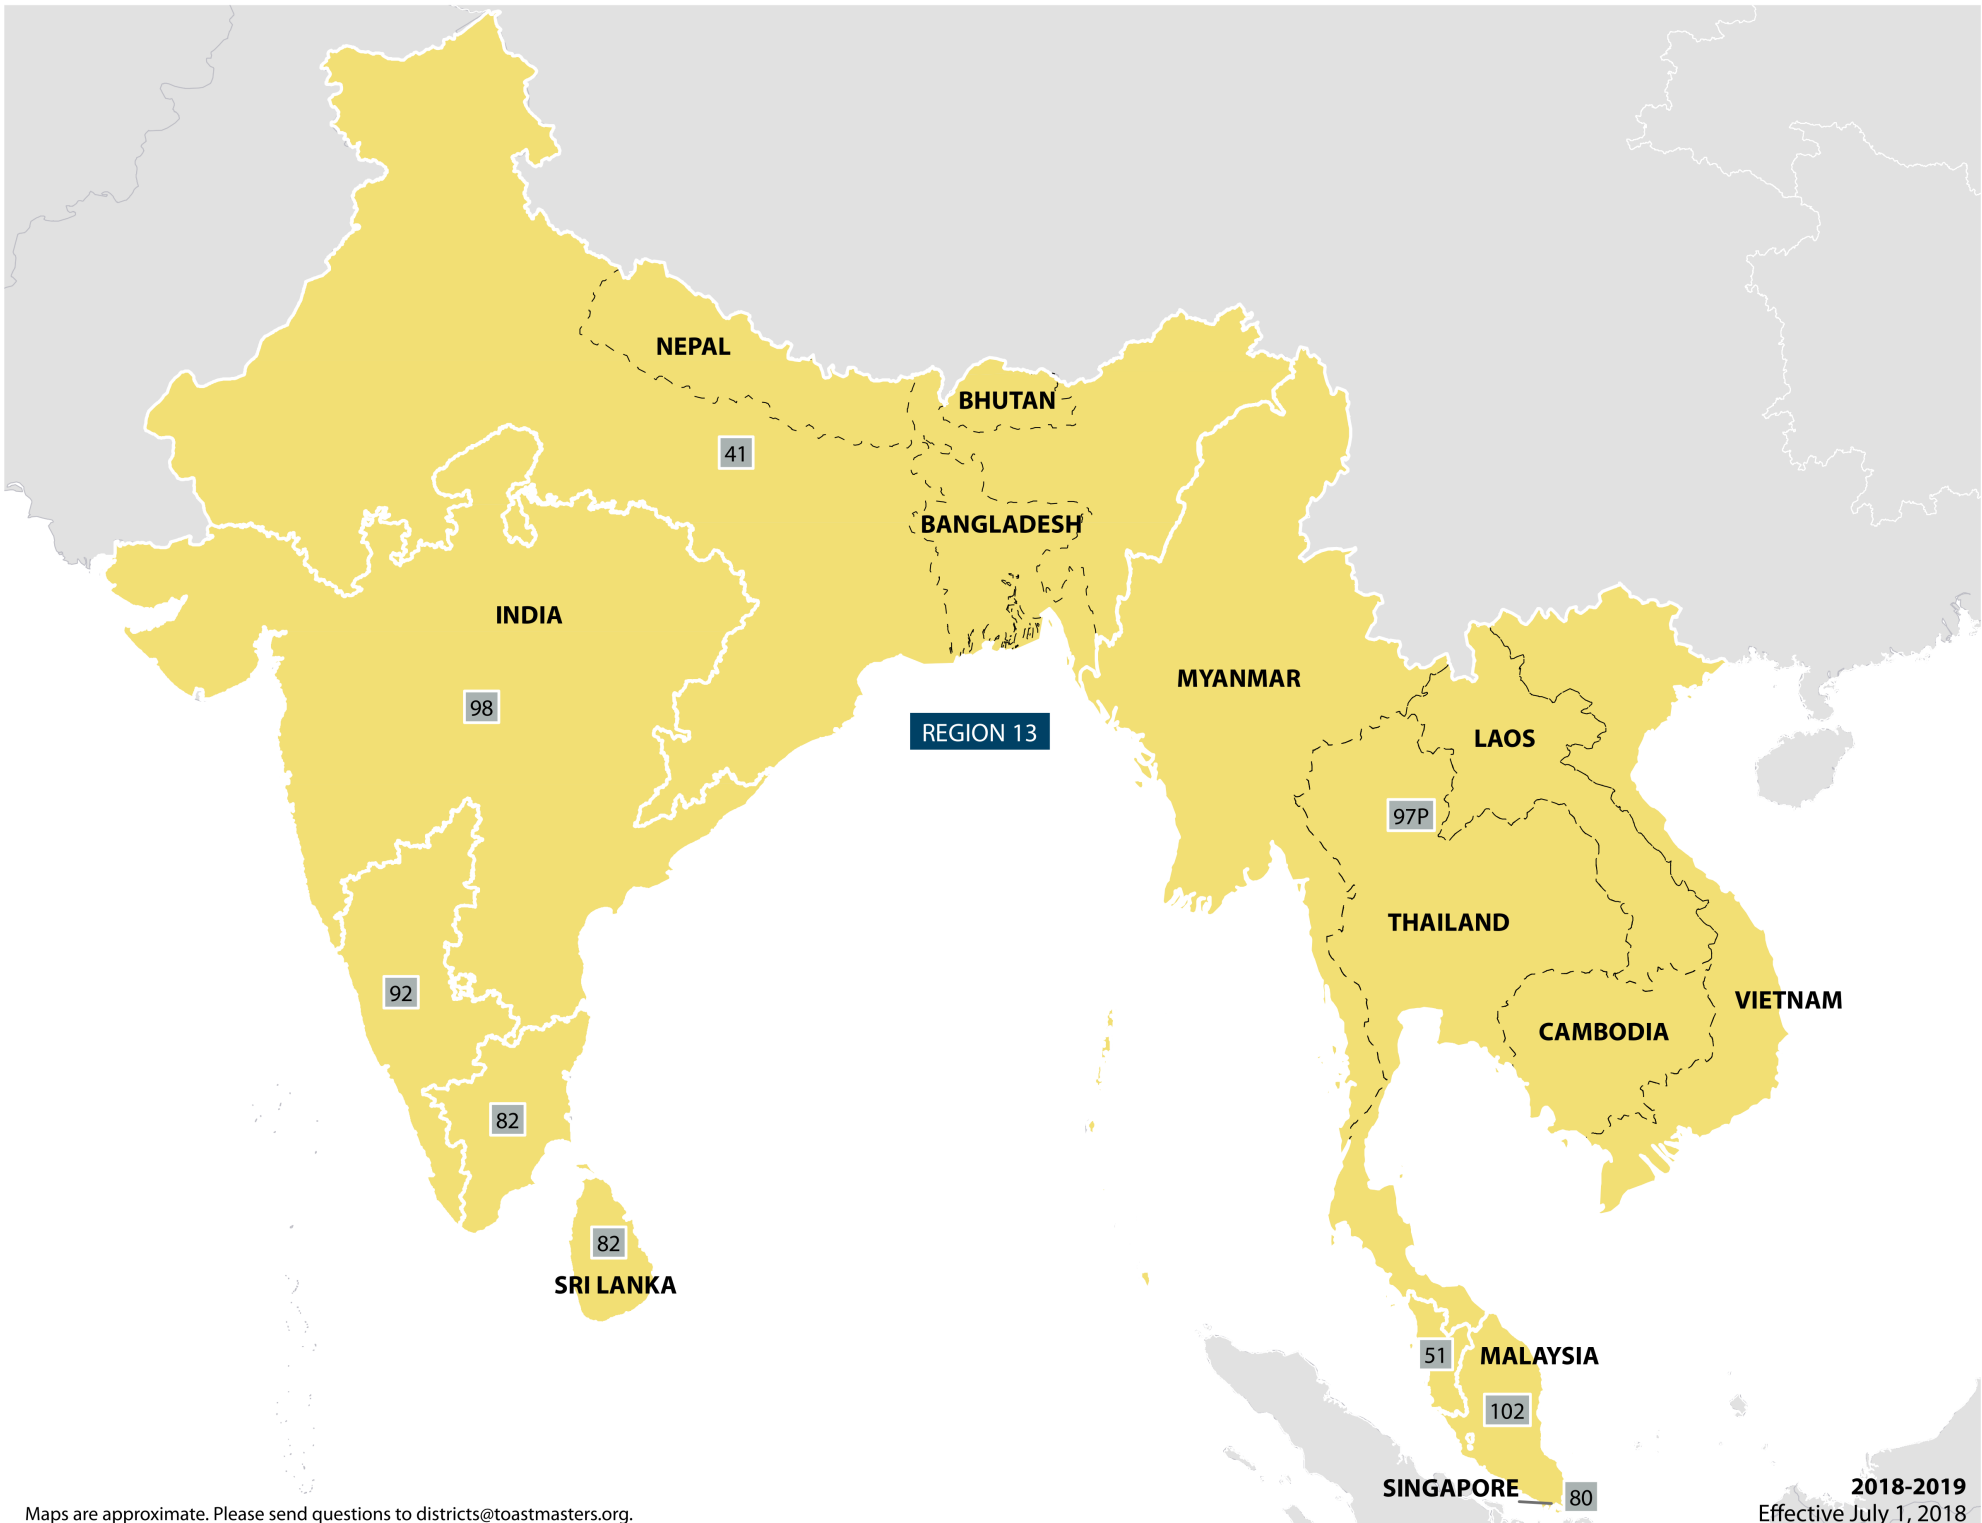 NEPAL
BHUTAN
41
BANGLADESH
INDIA
MYANMAR
98
REGION 13
LAOS
97P
THAILAND
92
VIETNAM
CAMBODIA
82
82
SRI LANKA
51
MALAYSIA
102
SINGAPORE
80
2018-2019
Effective July 1, 2018
Maps are approximate. Please send questions to districts@toastmasters.org.